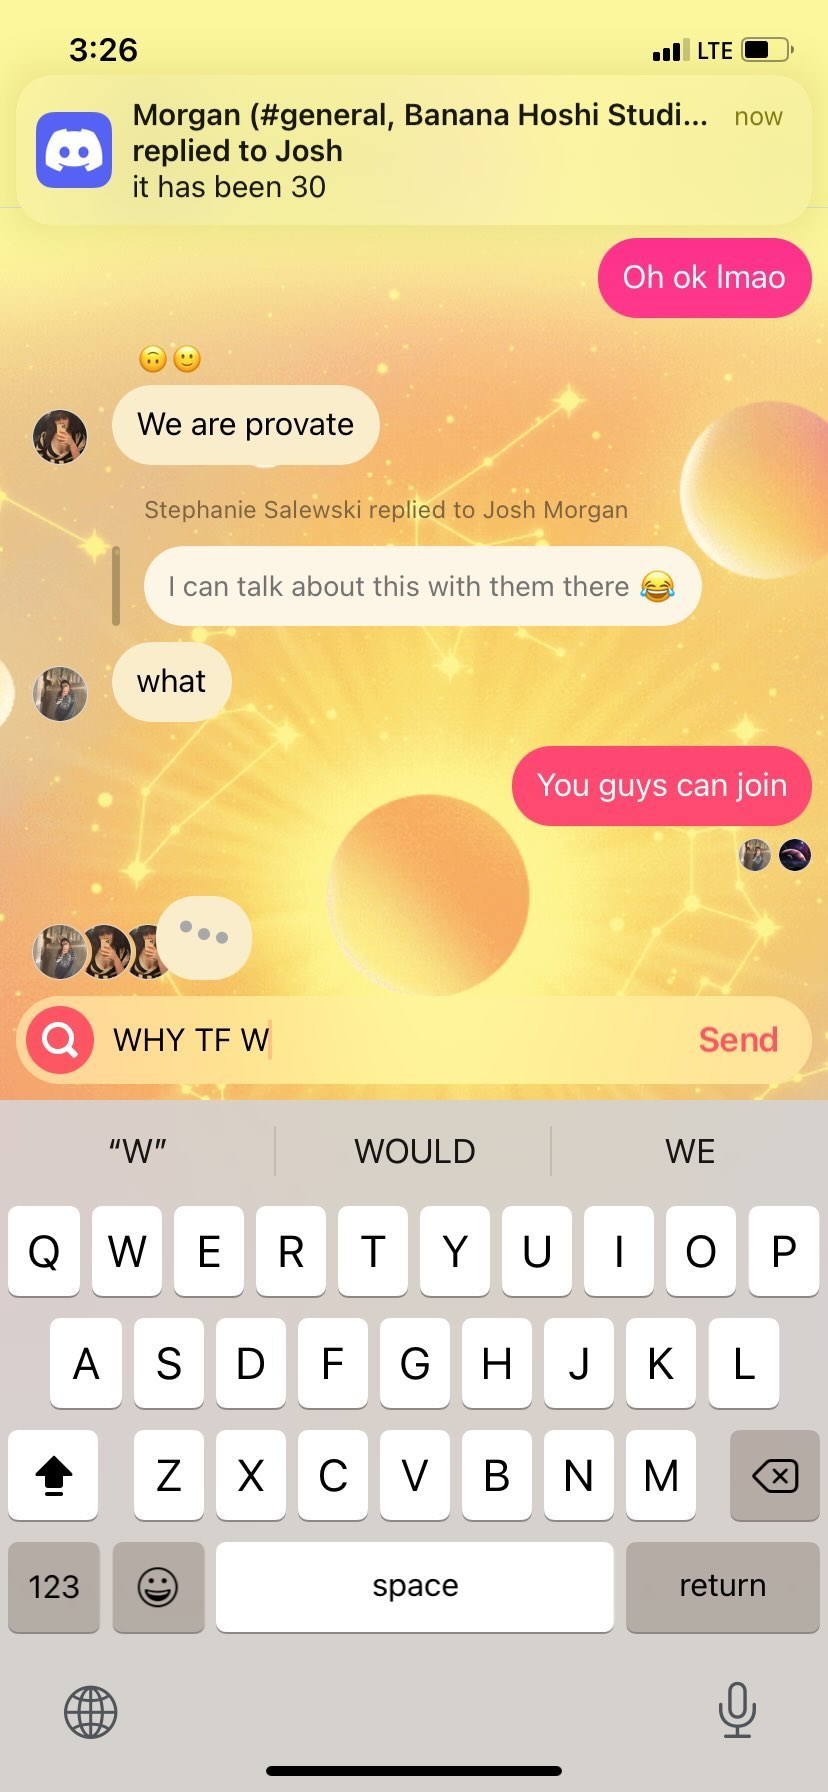 3:26
LTE
Morgan (#general, Banana Hoshi Studi... now
replied to Josh
it has been 30
Oh ok lmao
🙃🙂
We are provate
Stephanie Salewski replied to Josh Morgan
I can talk about this with them there 😂
what
You guys can join
WHY TF W
Send
“W” WOULD WE
Q W E R T Y U I O P
A S D F G H J K L
Z X C V B N M
123 space return